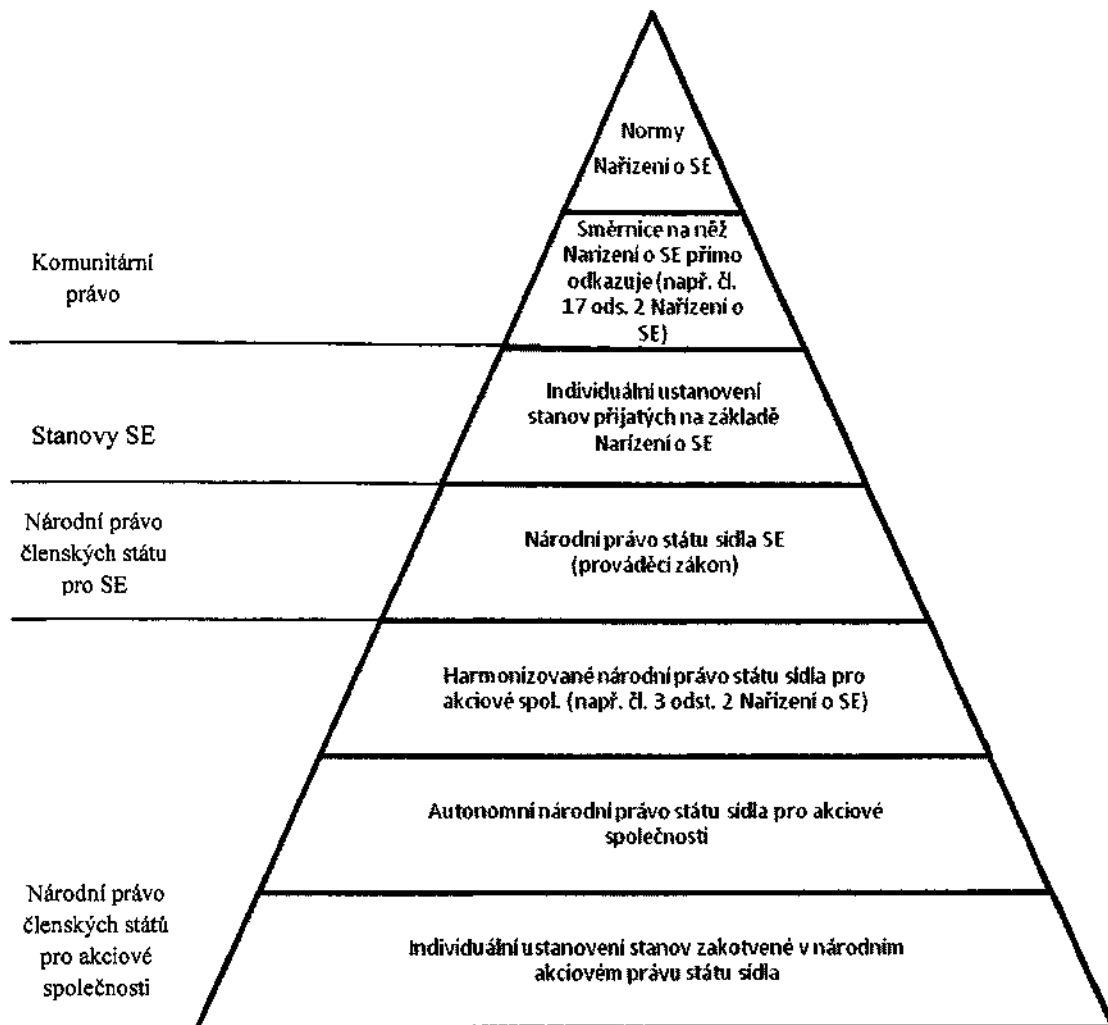 Normy
Nařízení o SE
Směrnice na něž
Narizení o SE přímo
odkazuje (např. čl.
17 ods. 2 Nařízení o
SE)
Komunitární
právo
Individuální ustanovení
stanov přijatých na základě
Narízení o SE
Stanovy SE
Národní právo
členských státu
pro SE
Národní právo státu sídla SE
(prováděcí zákon)
Harmonizované národní právo státu sídla pro
akciové spol. (např. čl. 3 odst. 2 Nařízení o SE)
Autonomní národní právo státu sídla pro akciové
společnosti
Národní právo
členských států
pro akciové
společnosti
Individuální ustanovení stanov zakotvené v národním
akciovém právu státu sídla